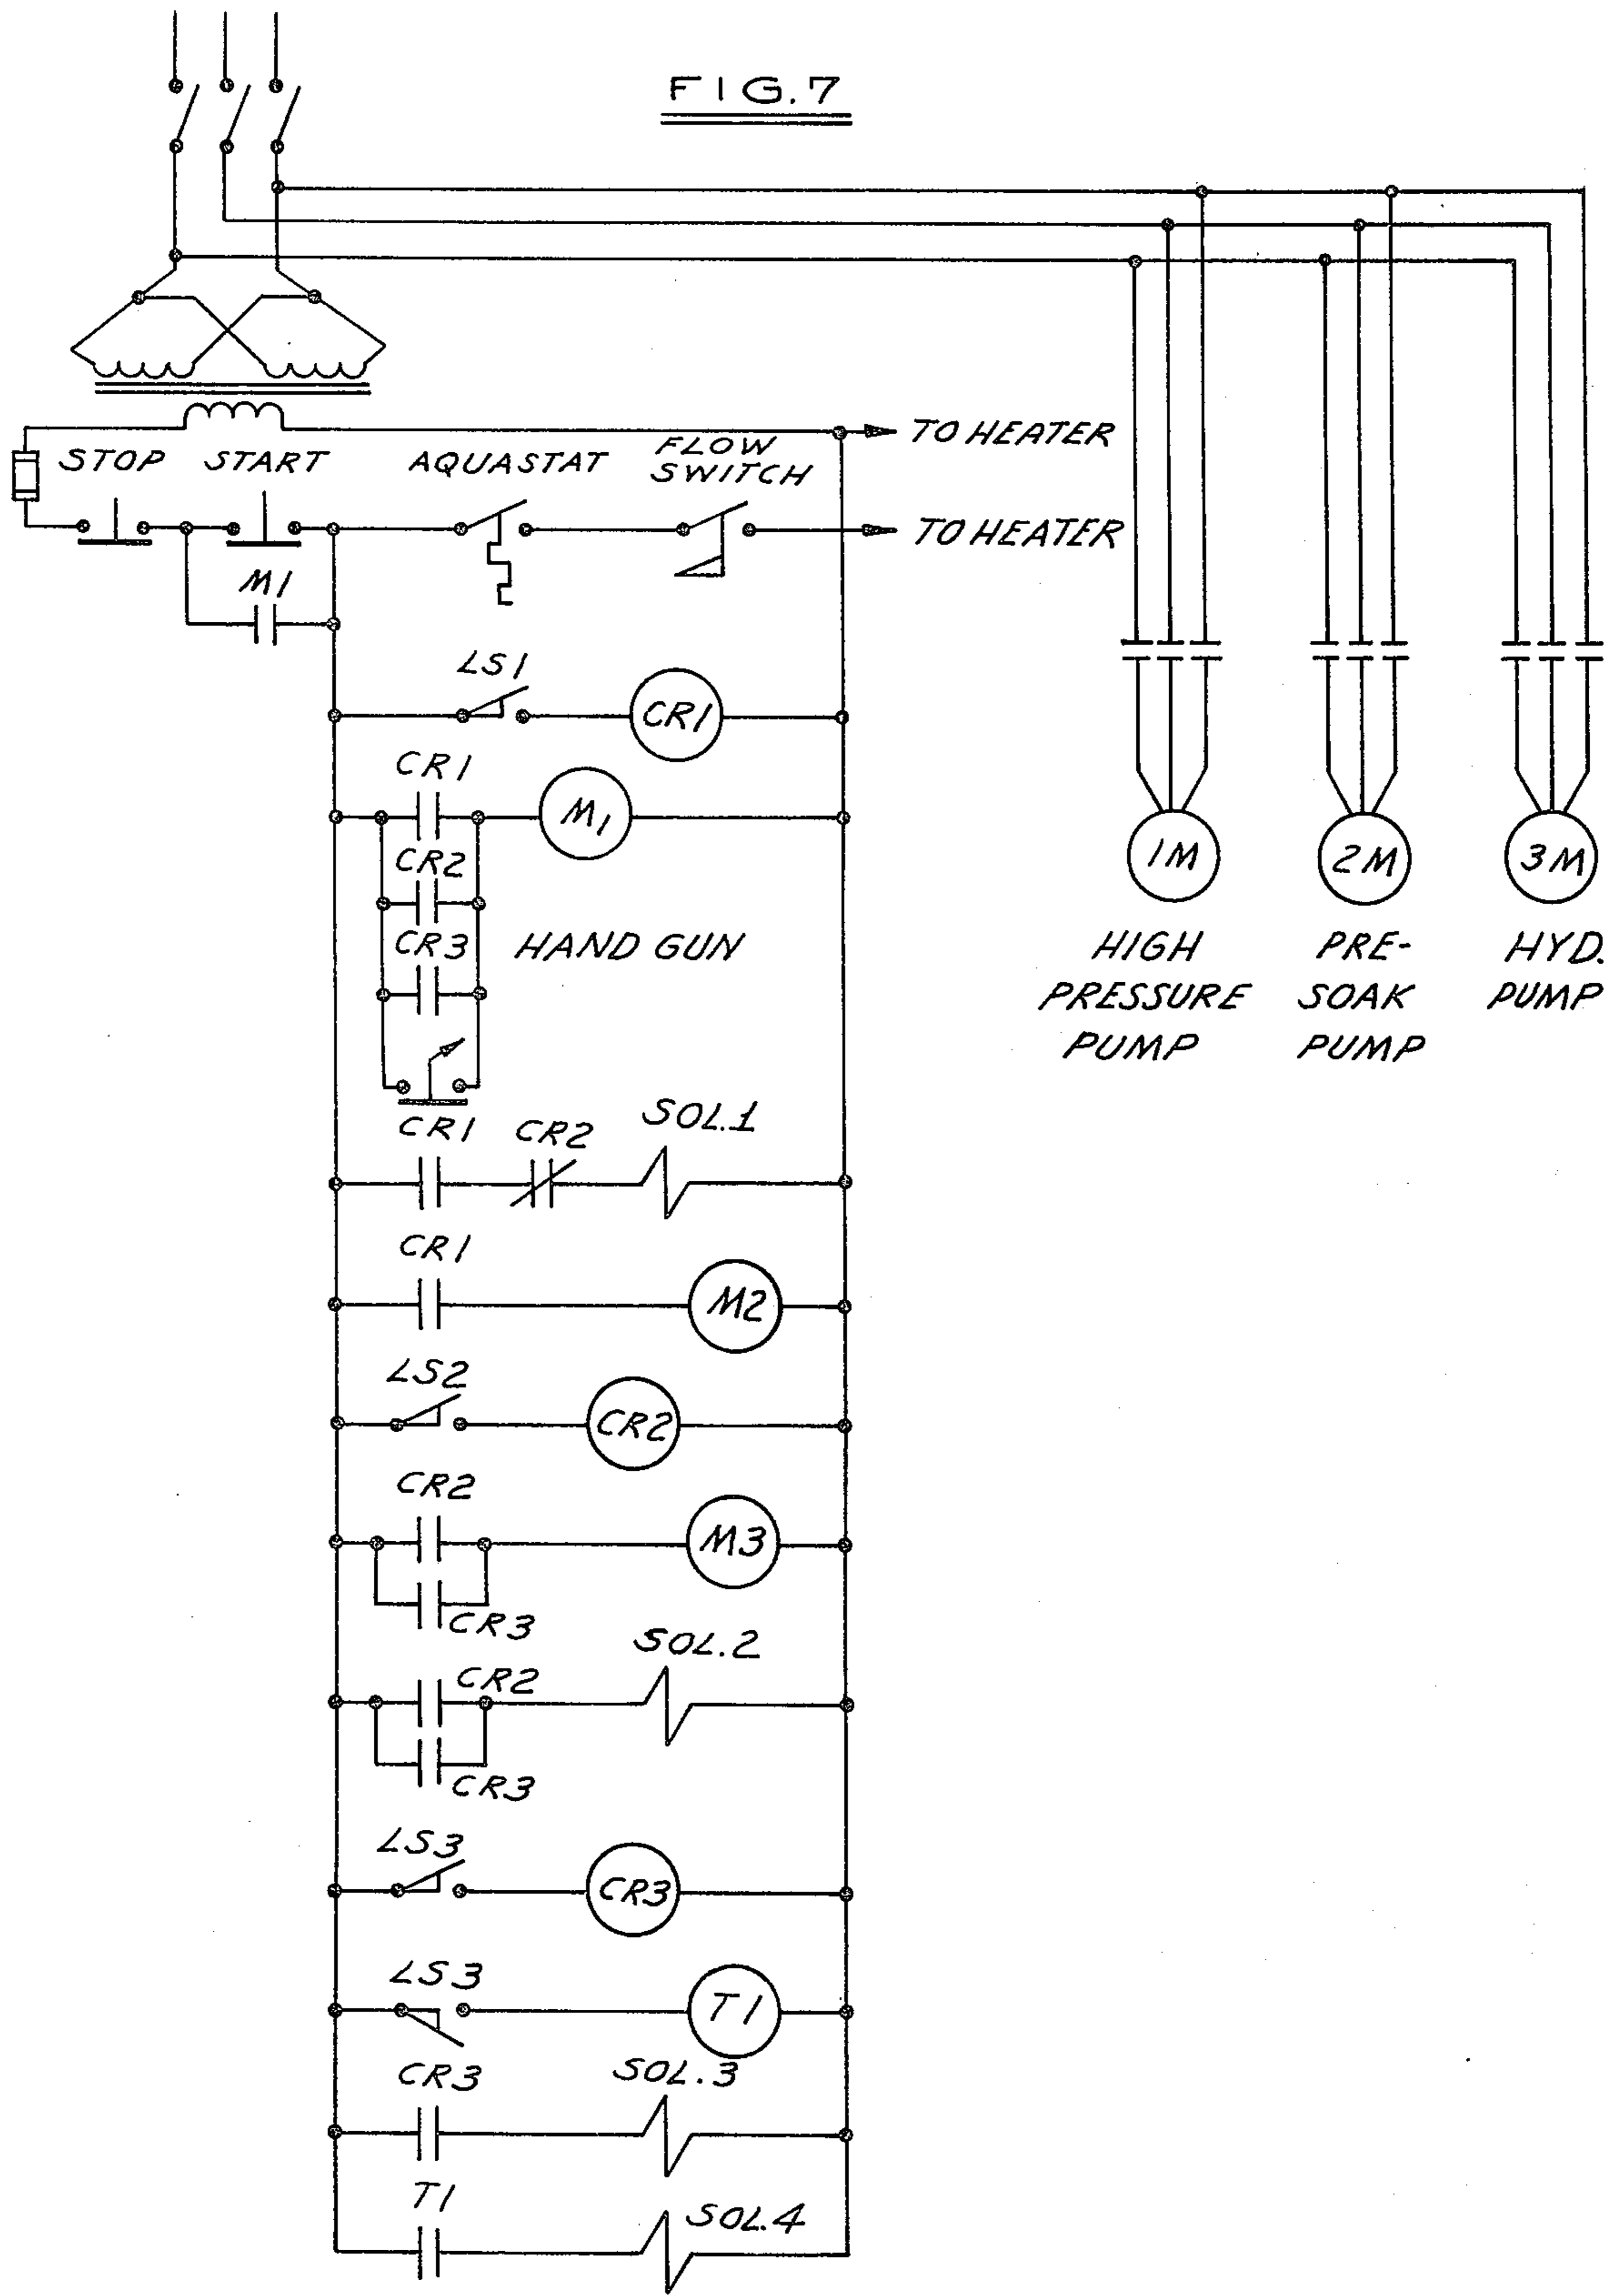 FIG. 7
TO HEATER
STOP
START
AQUASTAT
FLOW
SWITCH
TO HEATER
M1
LS1
CR1
CR1
M1
CR2
CR3
HAND GUN
1M
2M
3M
HIGH
PRESSURE
PUMP
PRE-
SOAK
PUMP
HYD.
PUMP
CR1
CR2
SOL.1
CR1
M2
LS2
CR2
CR2
M3
CR3
SOL.2
CR2
CR3
LS3
CR3
LS3
T1
CR3
SOL.3
T1
SOL.4